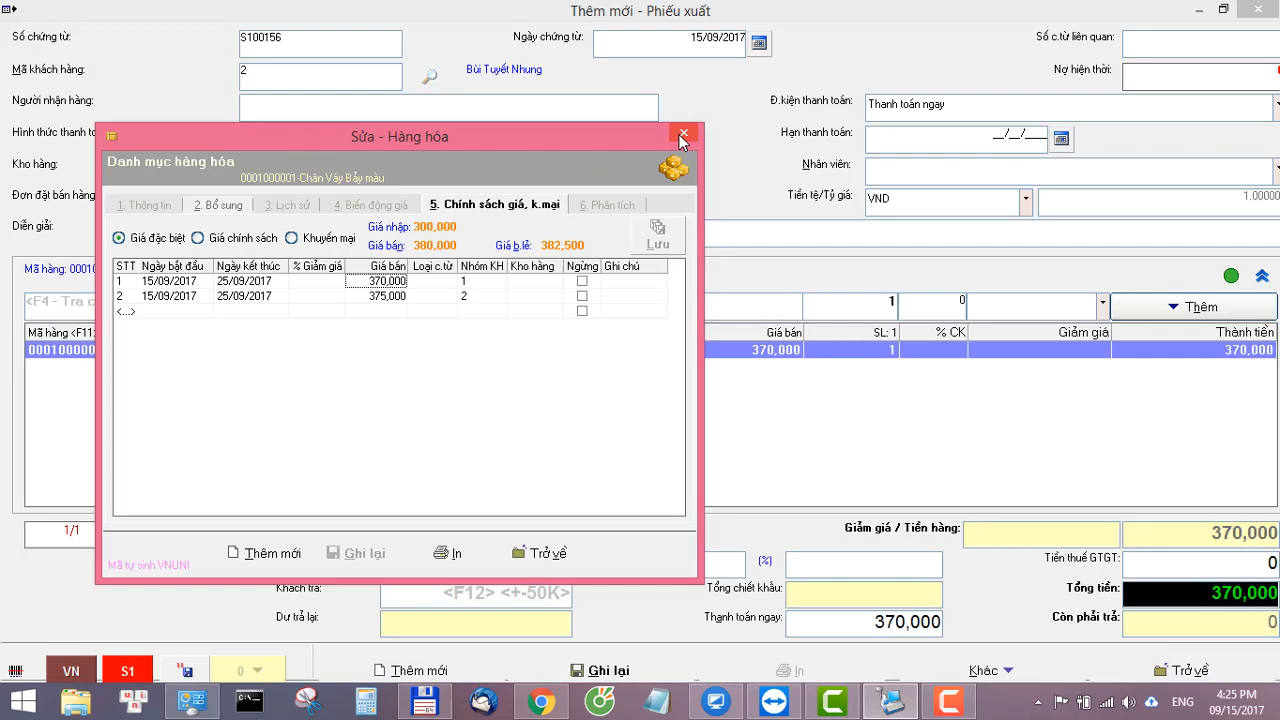 Thêm mới - Phiếu xuất
Số chứng từ: S100156 Ngày chứng từ: 15/09/2017 Số c.từ liên quan:
Mã khách hàng: 2 Bùi Tuyết Nhung Nợ hiện thời:
Người nhận hàng: Đ.kiện thanh toán: Thanh toán ngay
Hình thức thanh to Hạn thanh toán: __/__/____
Kho hàng: Nhân viên:
Đơn đặt bán hàng Tiền tệ/Tỷ giá: VND 1.00000
Diễn giải:
Sửa - Hàng hóa
Danh mục hàng hóa
0001000001-Chân Váy Bảy màu
1. Thông tin 2. Bổ sung 3. Lịch sử 4. Biến động giá 5. Chính sách giá, k.mại 6. Phân tích
Giá đặc biệt Giá chính sách Khuyến mại
Giá nhập: 300,000
Giá bán: 380,000 Giá b.lẻ: 382,500
Lưu
STT Ngày bắt đầu Ngày kết thúc % Giảm giá Giá bán Loại c.từ Nhóm KH Kho hàng Ngừng Ghi chú
1 15/09/2017 25/09/2017 370,000 1
2 15/09/2017 25/09/2017 375,000 2
<...>
Thêm mới Ghi lại In Trở về
Mã tự sinh VNUNI
Mã hàng: 00010
<F4 - Tra c 1 0 Thêm
Mã hàng <F11: Giá bán SL: 1 % CK Giảm giá Thành tiền
000100000 370,000 1 370,000
1/1 Giảm giá / Tiền hàng: 370,000
(%) Tiền thuế GTGT: 0
Khách trả: <F12> <+-50K> Tổng chiết khấu: Tổng tiền: 370,000
Dư trả lại: Thanh toán ngay: 370,000 Còn phải trả: 0
VN S1 0 Thêm mới Ghi lại In Khác Trở về
ENG
4:25 PM
09/15/2017